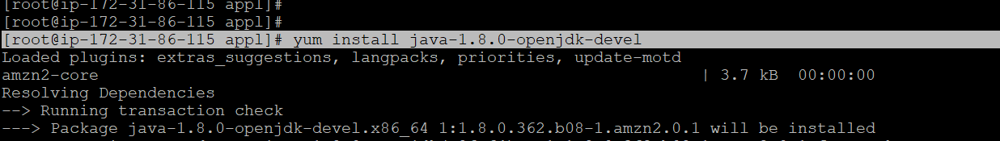 [root@ip-172-31-86-115 appl]#
[root@ip-172-31-86-115 appl]#
[root@ip-172-31-86-115 appl]# yum install java-1.8.0-openjdk-devel
Loaded plugins: extras_suggestions, langpacks, priorities, update-motd
amzn2-core | 3.7 kB 00:00:00
Resolving Dependencies
--> Running transaction check
---> Package java-1.8.0-openjdk-devel.x86_64 1:1.8.0.362.b08-1.amzn2.0.1 will be installed